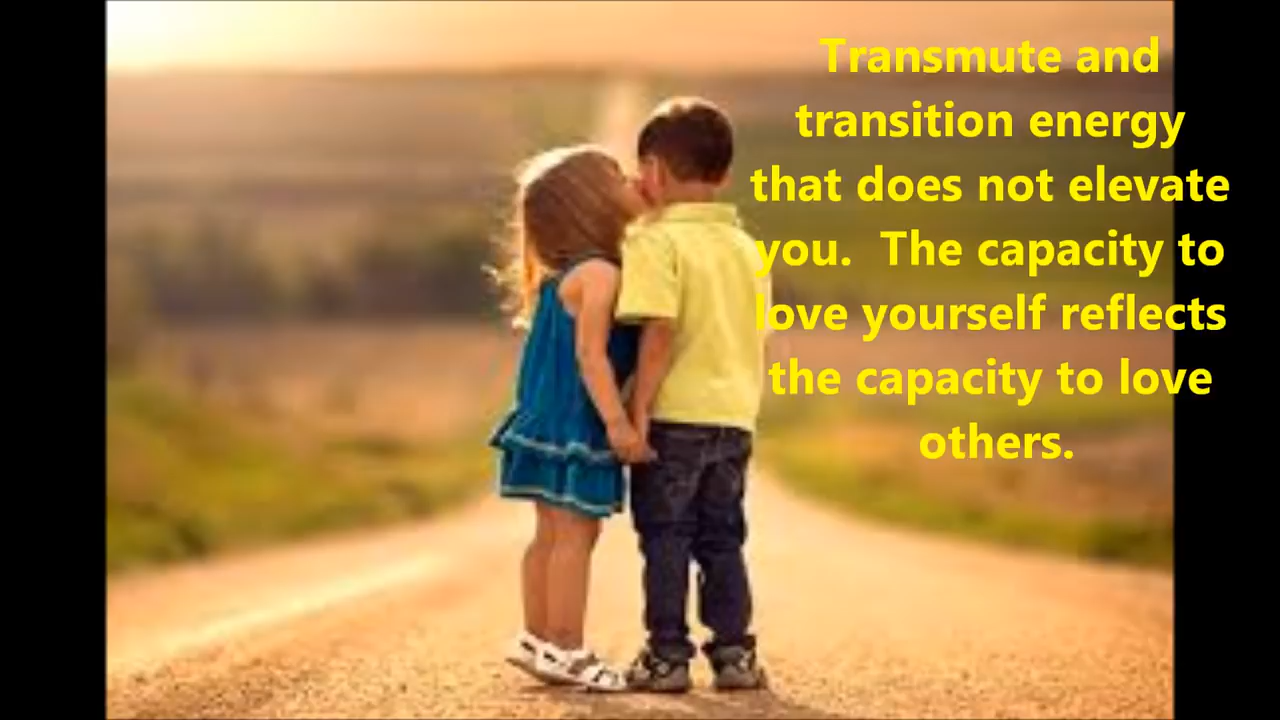 Transmute and
transition energy
that does not elevate
you.  The capacity to
love yourself reflects
the capacity to love
others.